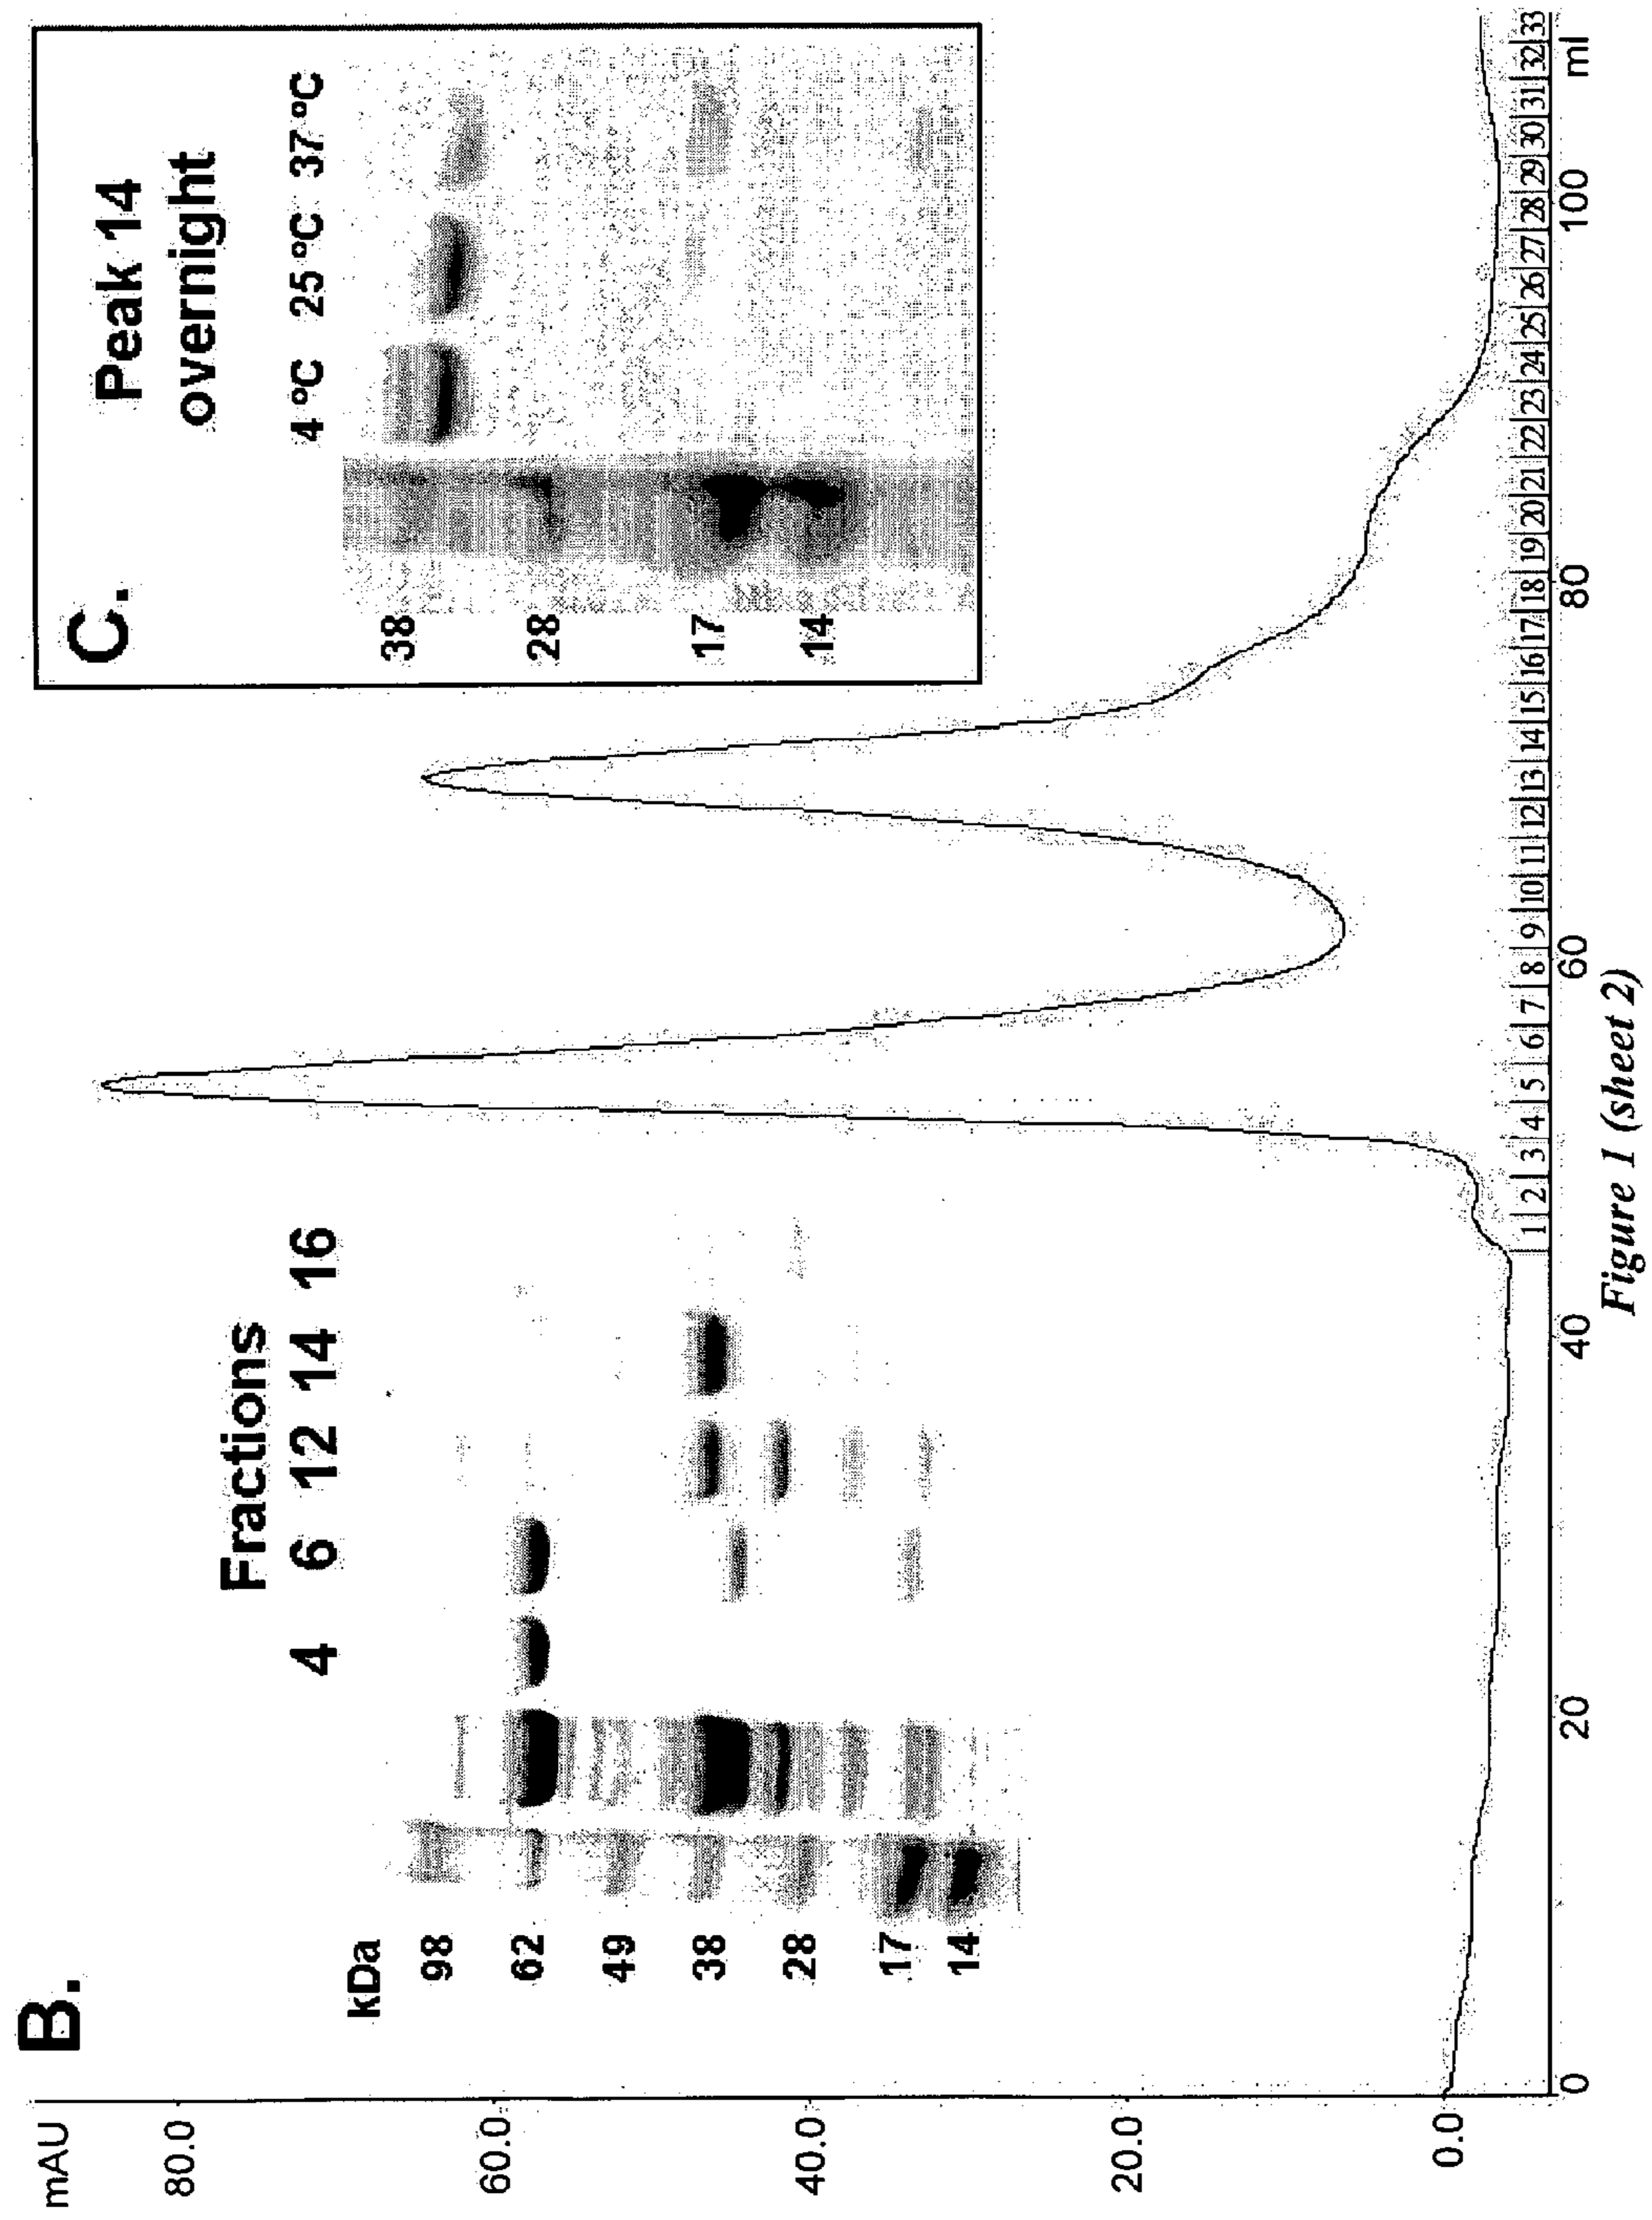 B.
mAU
80.0
60.0
40.0
20.0
0.0
Fractions
4 6 12 14 16
kDa
98
62
49
38
28
17
14
C.
Peak 14
overnight
4 °C 25 °C 37 °C
38
28
17
14
1 2 3 4 5 6 7 8 9 10 11 12 13 14 15 16 17 18 19 20 21 22 23 24 25 26 27 28 29 30 31 32 33
0 20 40 60 80 100 ml
Figure 1 (sheet 2)